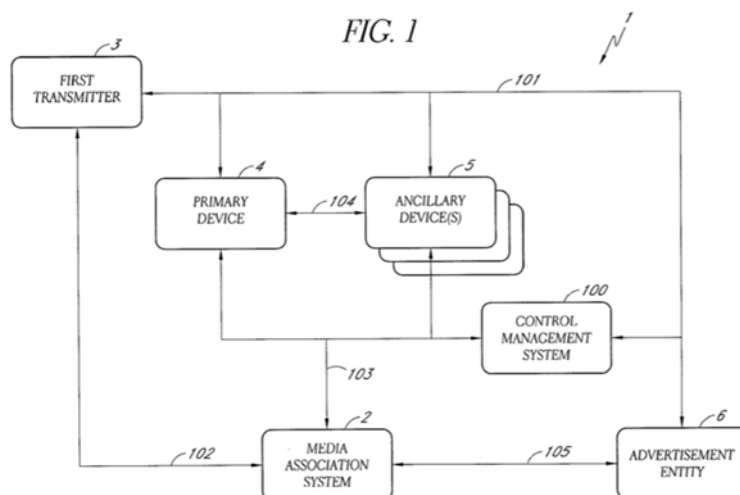 FIG. 1
1
3
FIRST
TRANSMITTER
101
4
PRIMARY
DEVICE
104
5
ANCILLARY
DEVICE(S)
100
CONTROL
MANAGEMENT
SYSTEM
103
102
2
MEDIA
ASSOCIATION
SYSTEM
105
6
ADVERTISEMENT
ENTITY